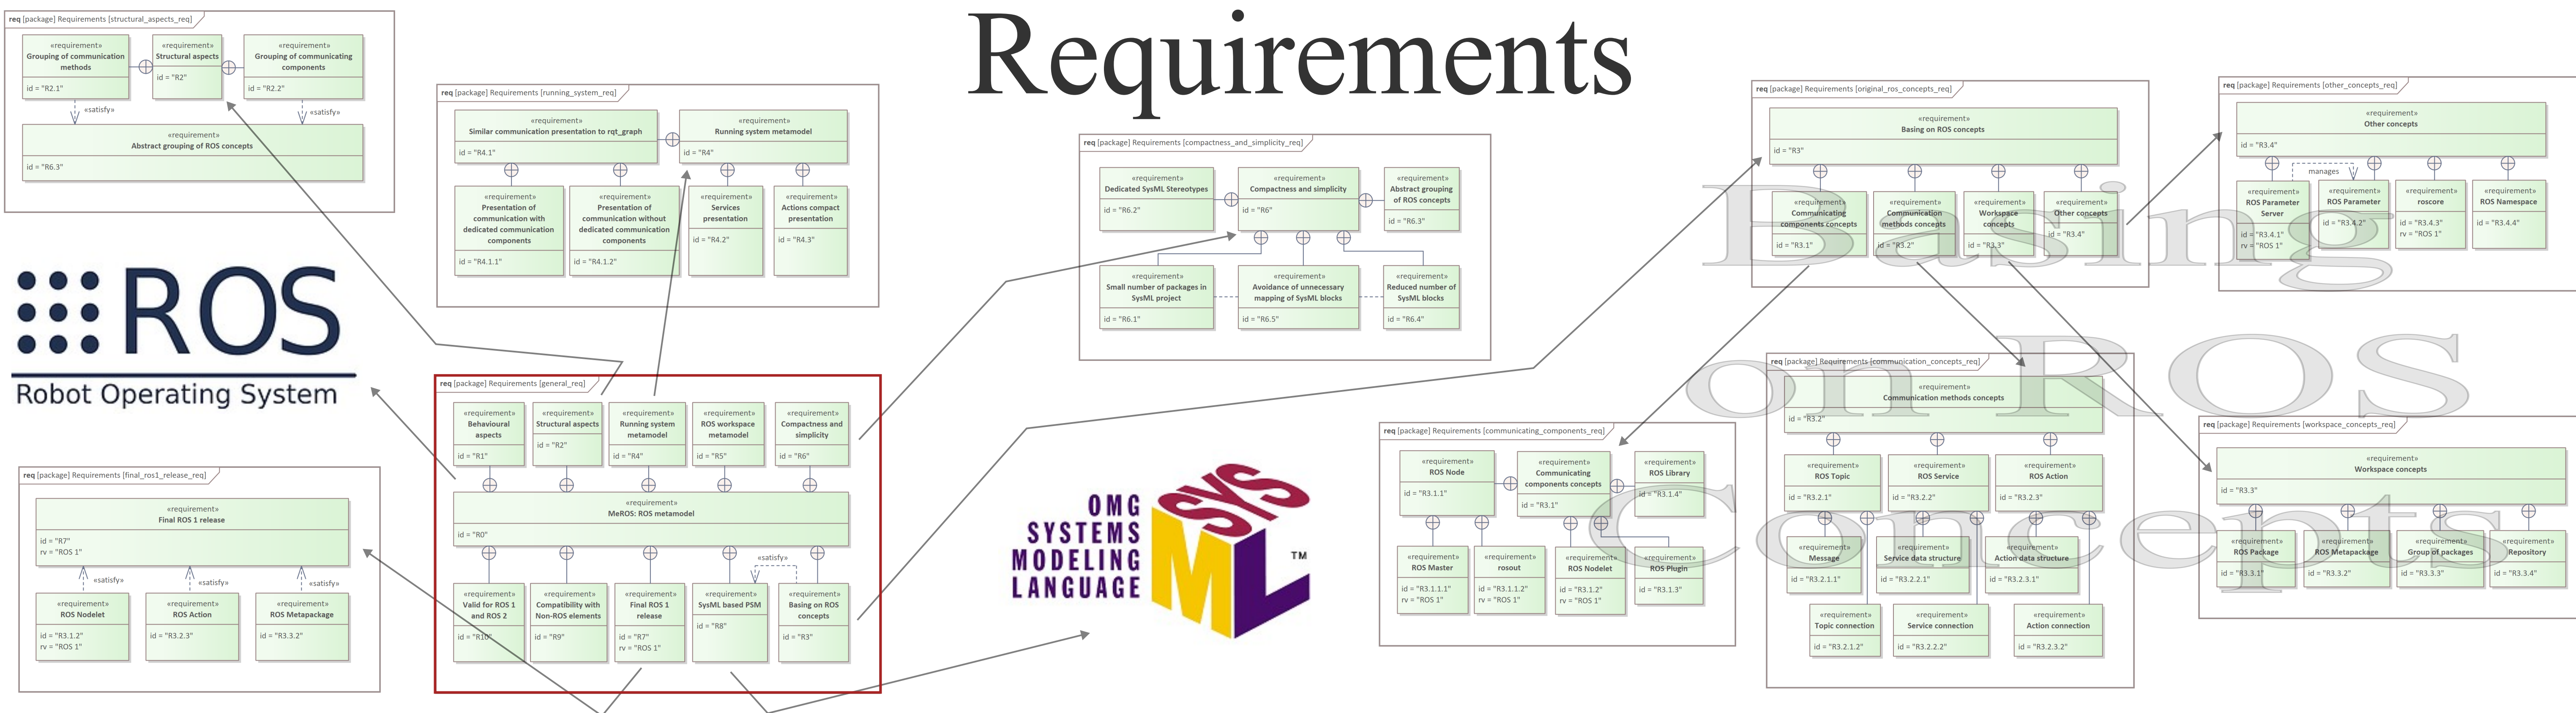 Requirements
req [package] Requirements [structural_aspects_req]
«requirement»
Grouping of communication
methods
id = "R2.1"
«requirement»
Structural aspects
id = "R2"
«requirement»
Grouping of communicating
components
id = "R2.2"
«satisfy»
«satisfy»
«requirement»
Abstract grouping of ROS concepts
id = "R6.3"
req [package] Requirements [running_system_req]
«requirement»
Similar communication presentation to rqt_graph
id = "R4.1"
«requirement»
Running system metamodel
id = "R4"
«requirement»
Presentation of
communication with
dedicated communication
components
id = "R4.1.1"
«requirement»
Presentation of
communication without
dedicated communication
components
id = "R4.1.2"
«requirement»
Services
presentation
id = "R4.2"
«requirement»
Actions compact
presentation
id = "R4.3"
ROS
Robot Operating System
req [package] Requirements [final_ros1_release_req]
«requirement»
Final ROS 1 release
id = "R7"
rv = "ROS 1"
«satisfy»
«satisfy»
«satisfy»
«requirement»
ROS Nodelet
id = "R3.1.2"
rv = "ROS 1"
«requirement»
ROS Action
id = "R3.2.3"
«requirement»
ROS Metapackage
id = "R3.3.2"
req [package] Requirements [general_req]
«requirement»
Behavioural
aspects
id = "R1"
«requirement»
Structural aspects
id = "R2"
«requirement»
Running system
metamodel
id = "R4"
«requirement»
ROS workspace
metamodel
id = "R5"
«requirement»
Compactness and
simplicity
id = "R6"
«requirement»
MeROS: ROS metamodel
id = "R0"
«satisfy»
«requirement»
Valid for ROS 1
and ROS 2
id = "R10"
«requirement»
Compatibility with
Non-ROS elements
id = "R9"
«requirement»
Final ROS 1
release
id = "R7"
rv = "ROS 1"
«requirement»
SysML based PSM
id = "R8"
«requirement»
Basing on ROS
concepts
id = "R3"
req [package] Requirements [compactness_and_simplicity_req]
«requirement»
Dedicated SysML Stereotypes
id = "R6.2"
«requirement»
Compactness and simplicity
id = "R6"
«requirement»
Abstract grouping
of ROS concepts
id = "R6.3"
«requirement»
Small number of packages in
SysML project
id = "R6.1"
«requirement»
Avoidance of unnecessary
mapping of SysML blocks
id = "R6.5"
«requirement»
Reduced number of
SysML blocks
id = "R6.4"
OMG
SYSTEMS
MODELING
LANGUAGE
SYS
ML
TM
req [package] Requirements [communicating_components_req]
«requirement»
ROS Node
id = "R3.1.1"
«requirement»
Communicating
components concepts
id = "R3.1"
«requirement»
ROS Library
id = "R3.1.4"
«requirement»
ROS Master
id = "R3.1.1.1"
rv = "ROS 1"
«requirement»
rosout
id = "R3.1.1.2"
rv = "ROS 1"
«requirement»
ROS Nodelet
id = "R3.1.2"
rv = "ROS 1"
«requirement»
ROS Plugin
id = "R3.1.3"
req [package] Requirements [original_ros_concepts_req]
«requirement»
Basing on ROS concepts
id = "R3"
«requirement»
Communicating
components concepts
id = "R3.1"
«requirement»
Communication
methods concepts
id = "R3.2"
«requirement»
Workspace
concepts
id = "R3.3"
«requirement»
Other concepts
id = "R3.4"
req [package] Requirements [other_concepts_req]
«requirement»
Other concepts
id = "R3.4"
manages
«requirement»
ROS Parameter
Server
id = "R3.4.1"
rv = "ROS 1"
«requirement»
ROS Parameter
id = "R3.4.2"
«requirement»
roscore
id = "R3.4.3"
rv = "ROS 1"
«requirement»
ROS Namespace
id = "R3.4.4"
Basing
on ROS
Concepts
req [package] Requirements [communication_concepts_req]
«requirement»
Communication methods concepts
id = "R3.2"
«requirement»
ROS Topic
id = "R3.2.1"
«requirement»
ROS Service
id = "R3.2.2"
«requirement»
ROS Action
id = "R3.2.3"
«requirement»
Message
id = "R3.2.1.1"
«requirement»
Service data structure
id = "R3.2.2.1"
«requirement»
Action data structure
id = "R3.2.3.1"
«requirement»
Topic connection
id = "R3.2.1.2"
«requirement»
Service connection
id = "R3.2.2.2"
«requirement»
Action connection
id = "R3.2.3.2"
req [package] Requirements [workspace_concepts_req]
«requirement»
Workspace concepts
id = "R3.3"
«requirement»
ROS Package
id = "R3.3.1"
«requirement»
ROS Metapackage
id = "R3.3.2"
«requirement»
Group of packages
id = "R3.3.3"
«requirement»
Repository
id = "R3.3.4"